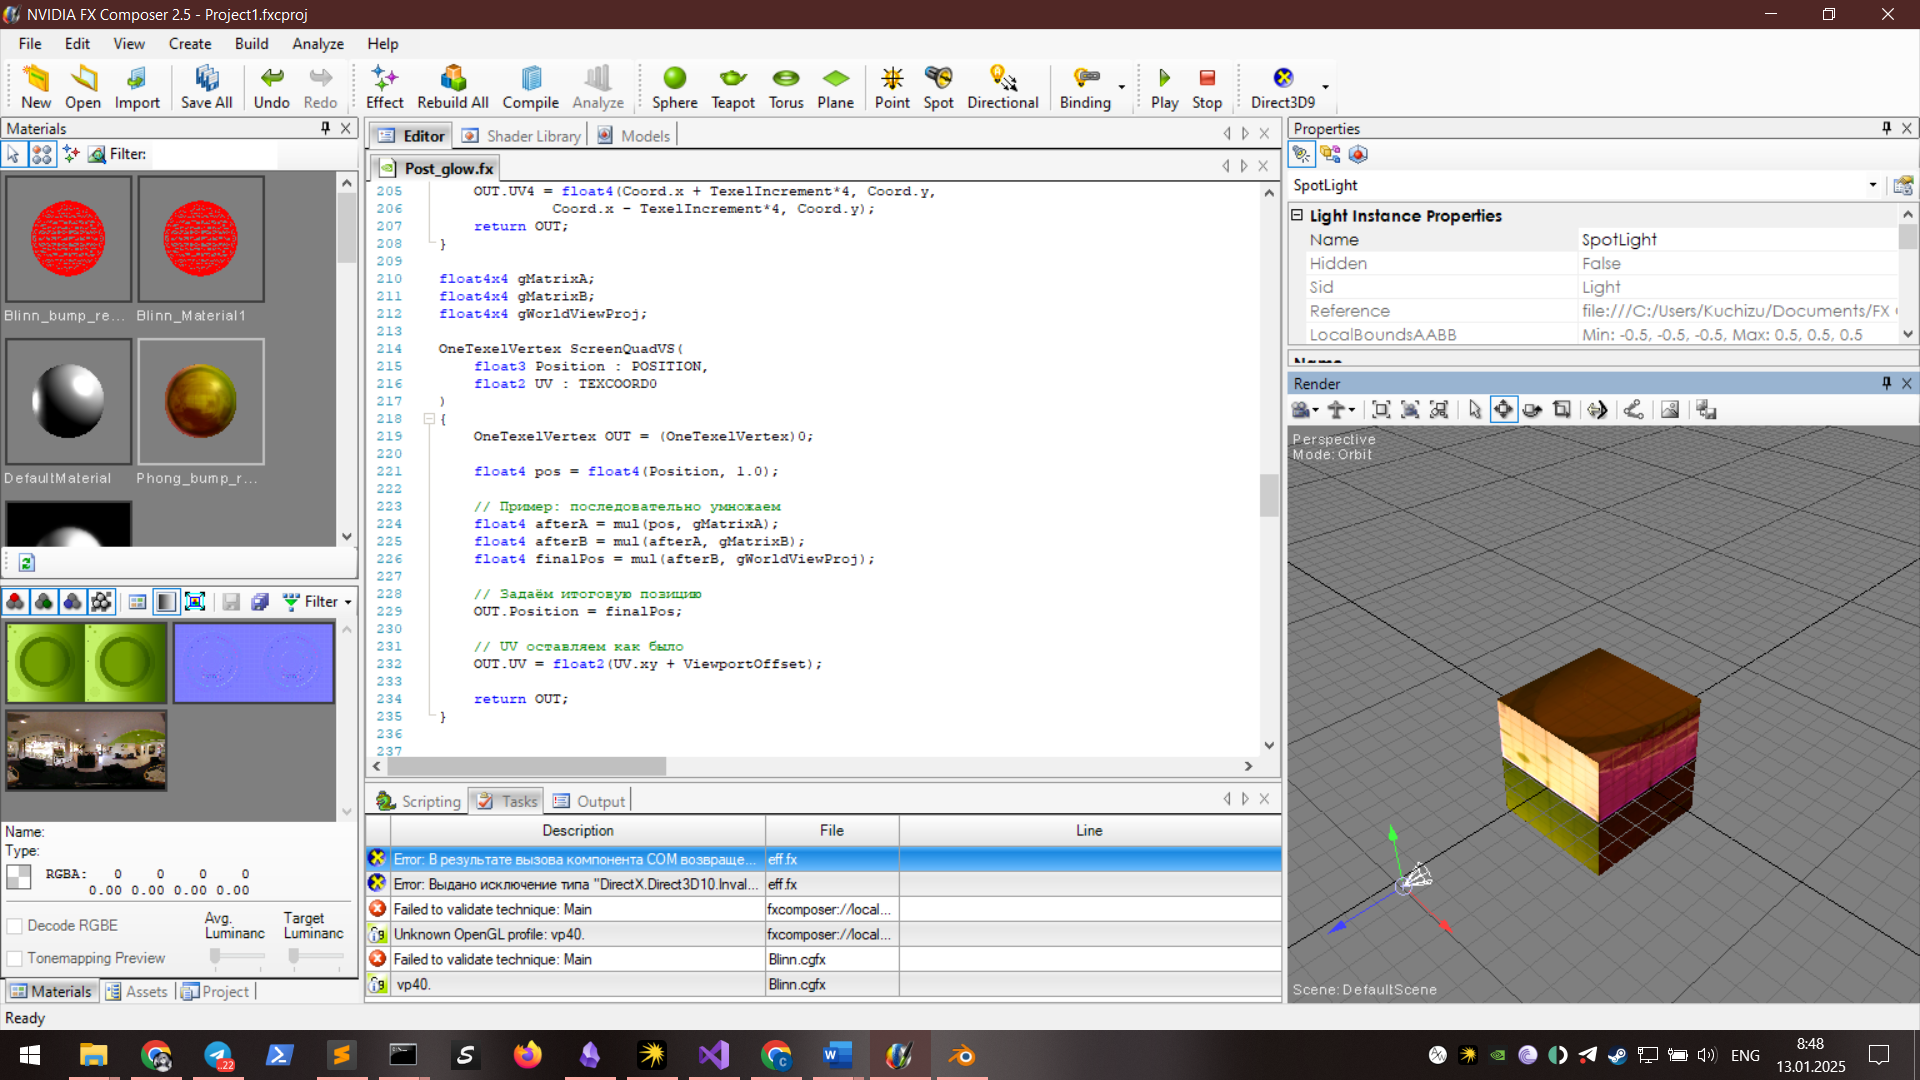 NVIDIA FX Composer 2.5 - Project1.fxcproj
File Edit View Create Build Analyze Help
New Open Import Save All Undo Redo Effect Rebuild All Compile Analyze Sphere Teapot Torus Plane Point Spot Directional Binding Play Stop Direct3D9
Materials
Filter:
Blinn_bump_re... Blinn_Material1
DefaultMaterial Phong_bump_r...
Filter
Name:
Type:
RGBA: 0 0 0 0
0.00 0.00 0.00 0.00
Decode RGBE
Avg. Luminanc
Target Luminanc
Tonemapping Preview
Materials Assets Project
Ready
Editor Shader Library Models
Post_glow.fx
205 OUT.UV4 = float4(Coord.x + TexelIncrement*4, Coord.y,
206 Coord.x - TexelIncrement*4, Coord.y);
207 return OUT;
208 }
209
210 float4x4 gMatrixA;
211 float4x4 gMatrixB;
212 float4x4 gWorldViewProj;
213
214 OneTexelVertex ScreenQuadVS(
215 float3 Position : POSITION,
216 float2 UV : TEXCOORD0
217 )
218 {
219 OneTexelVertex OUT = (OneTexelVertex)0;
220
221 float4 pos = float4(Position, 1.0);
222
223 // Пример: последовательно умножаем
224 float4 afterA = mul(pos, gMatrixA);
225 float4 afterB = mul(afterA, gMatrixB);
226 float4 finalPos = mul(afterB, gWorldViewProj);
227
228 // Задаём итоговую позицию
229 OUT.Position = finalPos;
230
231 // UV оставляем как было
232 OUT.UV = float2(UV.xy + ViewportOffset);
233
234 return OUT;
235 }
236
237
Scripting Tasks Output
Description File Line
Error: В результате вызова компонента COM возвраще... eff.fx
Error: Выдано исключение типа "DirectX.Direct3D10.Inval... eff.fx
Failed to validate technique: Main fxcomposer://local...
Unknown OpenGL profile: vp40. fxcomposer://local...
Failed to validate technique: Main Blinn.cgfx
vp40. Blinn.cgfx
Properties
SpotLight
Light Instance Properties
Name SpotLight
Hidden False
Sid Light
Reference file:///C:/Users/Kuchizu/Documents/FX
LocalBoundsAABB Min: -0.5, -0.5, -0.5, Max: 0.5, 0.5, 0.5
Name
Render
Perspective
Mode: Orbit
Scene: DefaultScene
22
ENG
8:48
13.01.2025